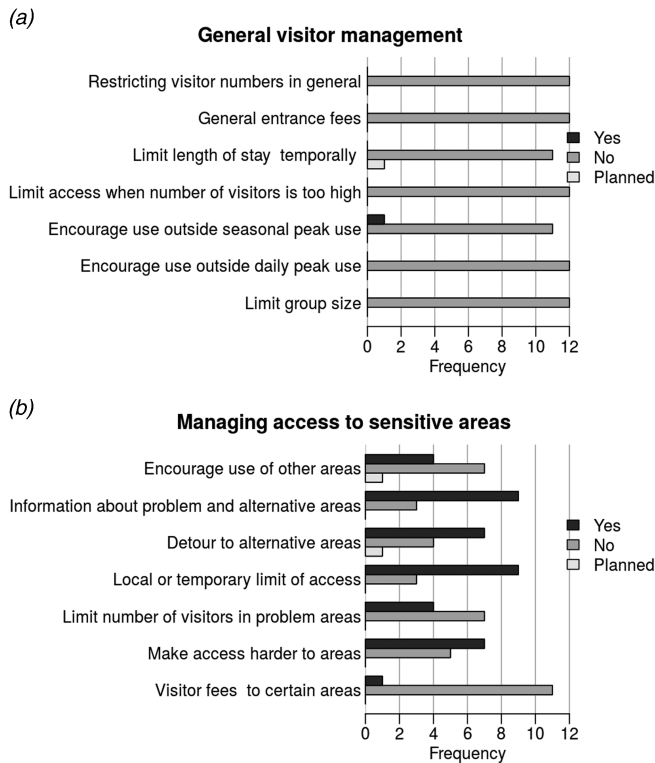 (a)
General visitor management
Restricting visitor numbers in general
General entrance fees
Limit length of stay temporally
Limit access when number of visitors is too high
Encourage use outside seasonal peak use
Encourage use outside daily peak use
Limit group size
Yes
No
Planned
0 2 4 6 8 10 12
Frequency
(b)
Managing access to sensitive areas
Encourage use of other areas
Information about problem and alternative areas
Detour to alternative areas
Local or temporary limit of access
Limit number of visitors in problem areas
Make access harder to areas
Visitor fees to certain areas
Yes
No
Planned
0 2 4 6 8 10 12
Frequency